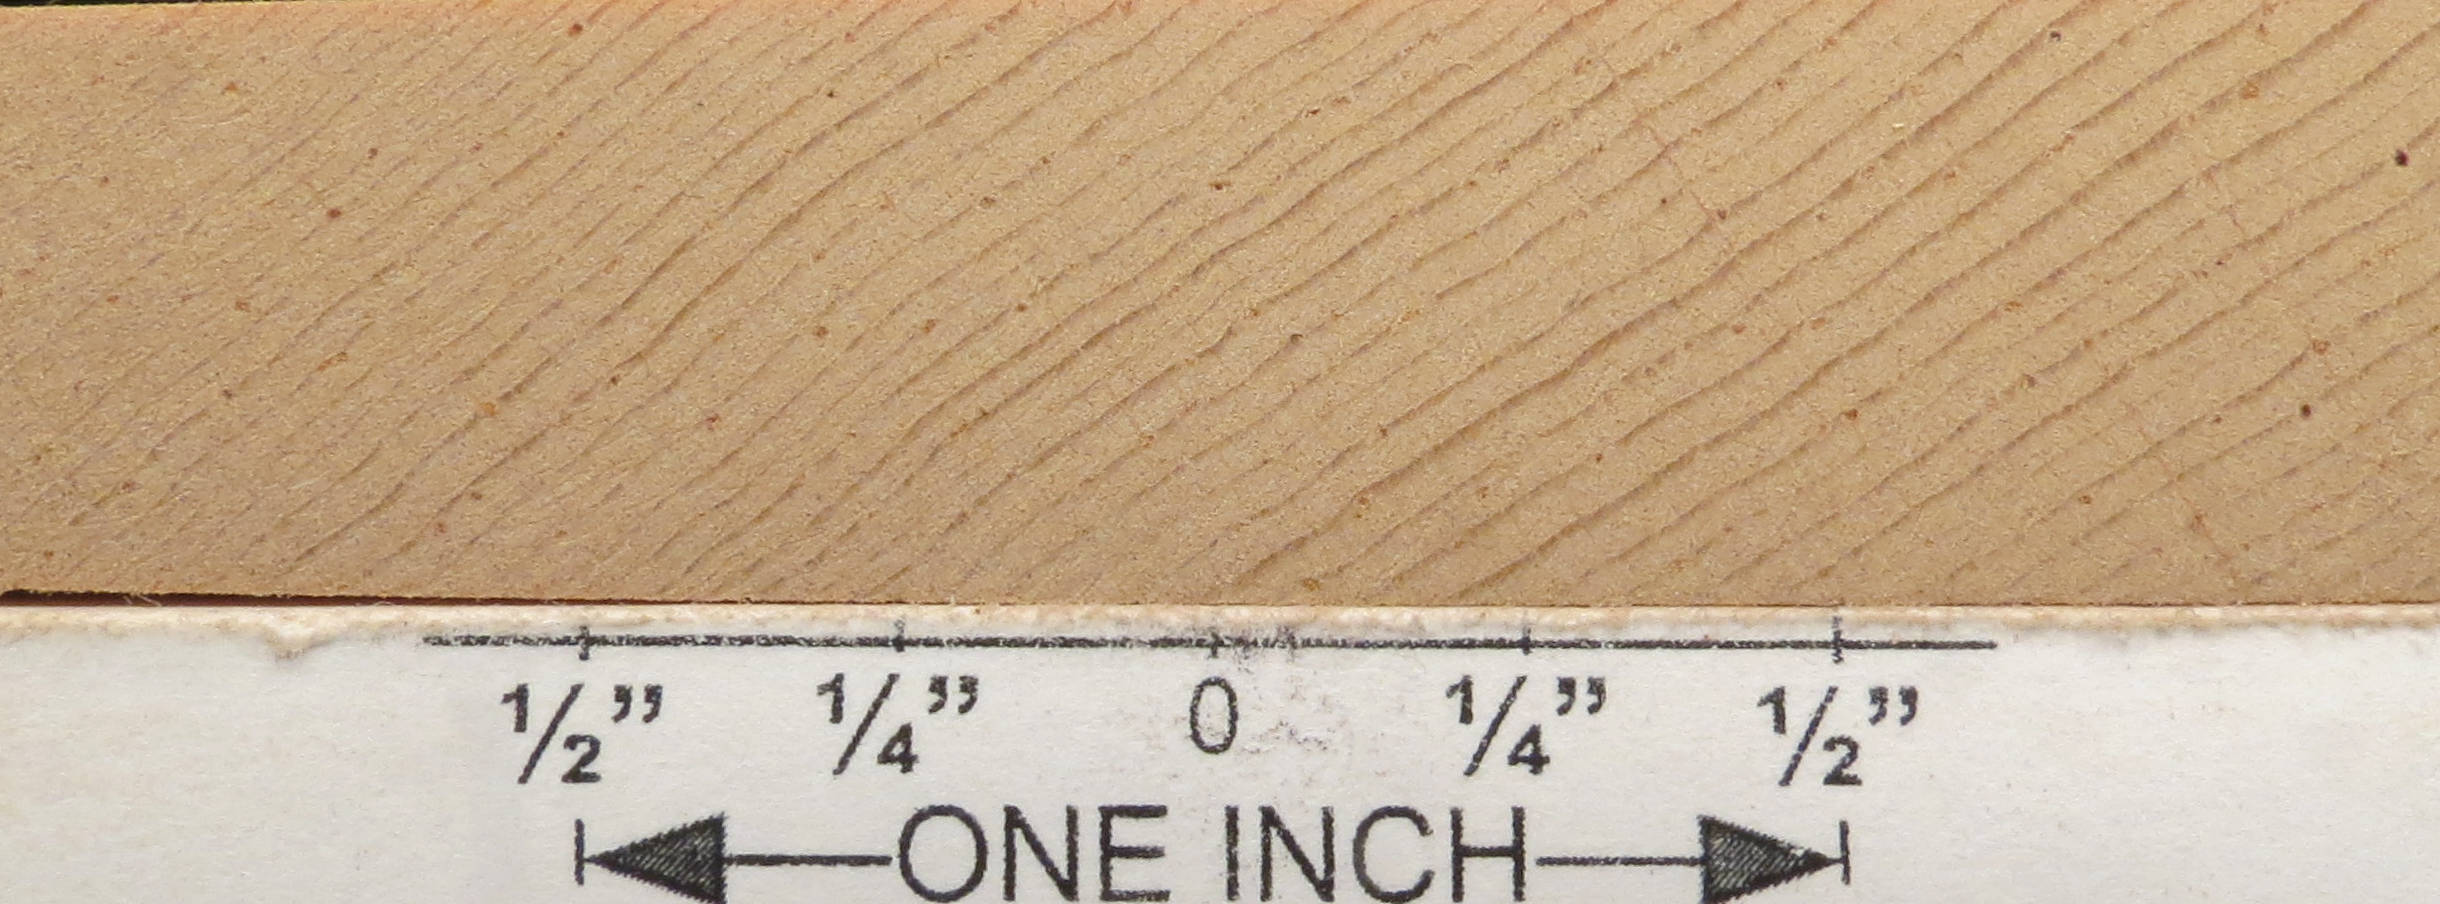 1/2” 1/4” 0 1/4” 1/2”
ONE INCH